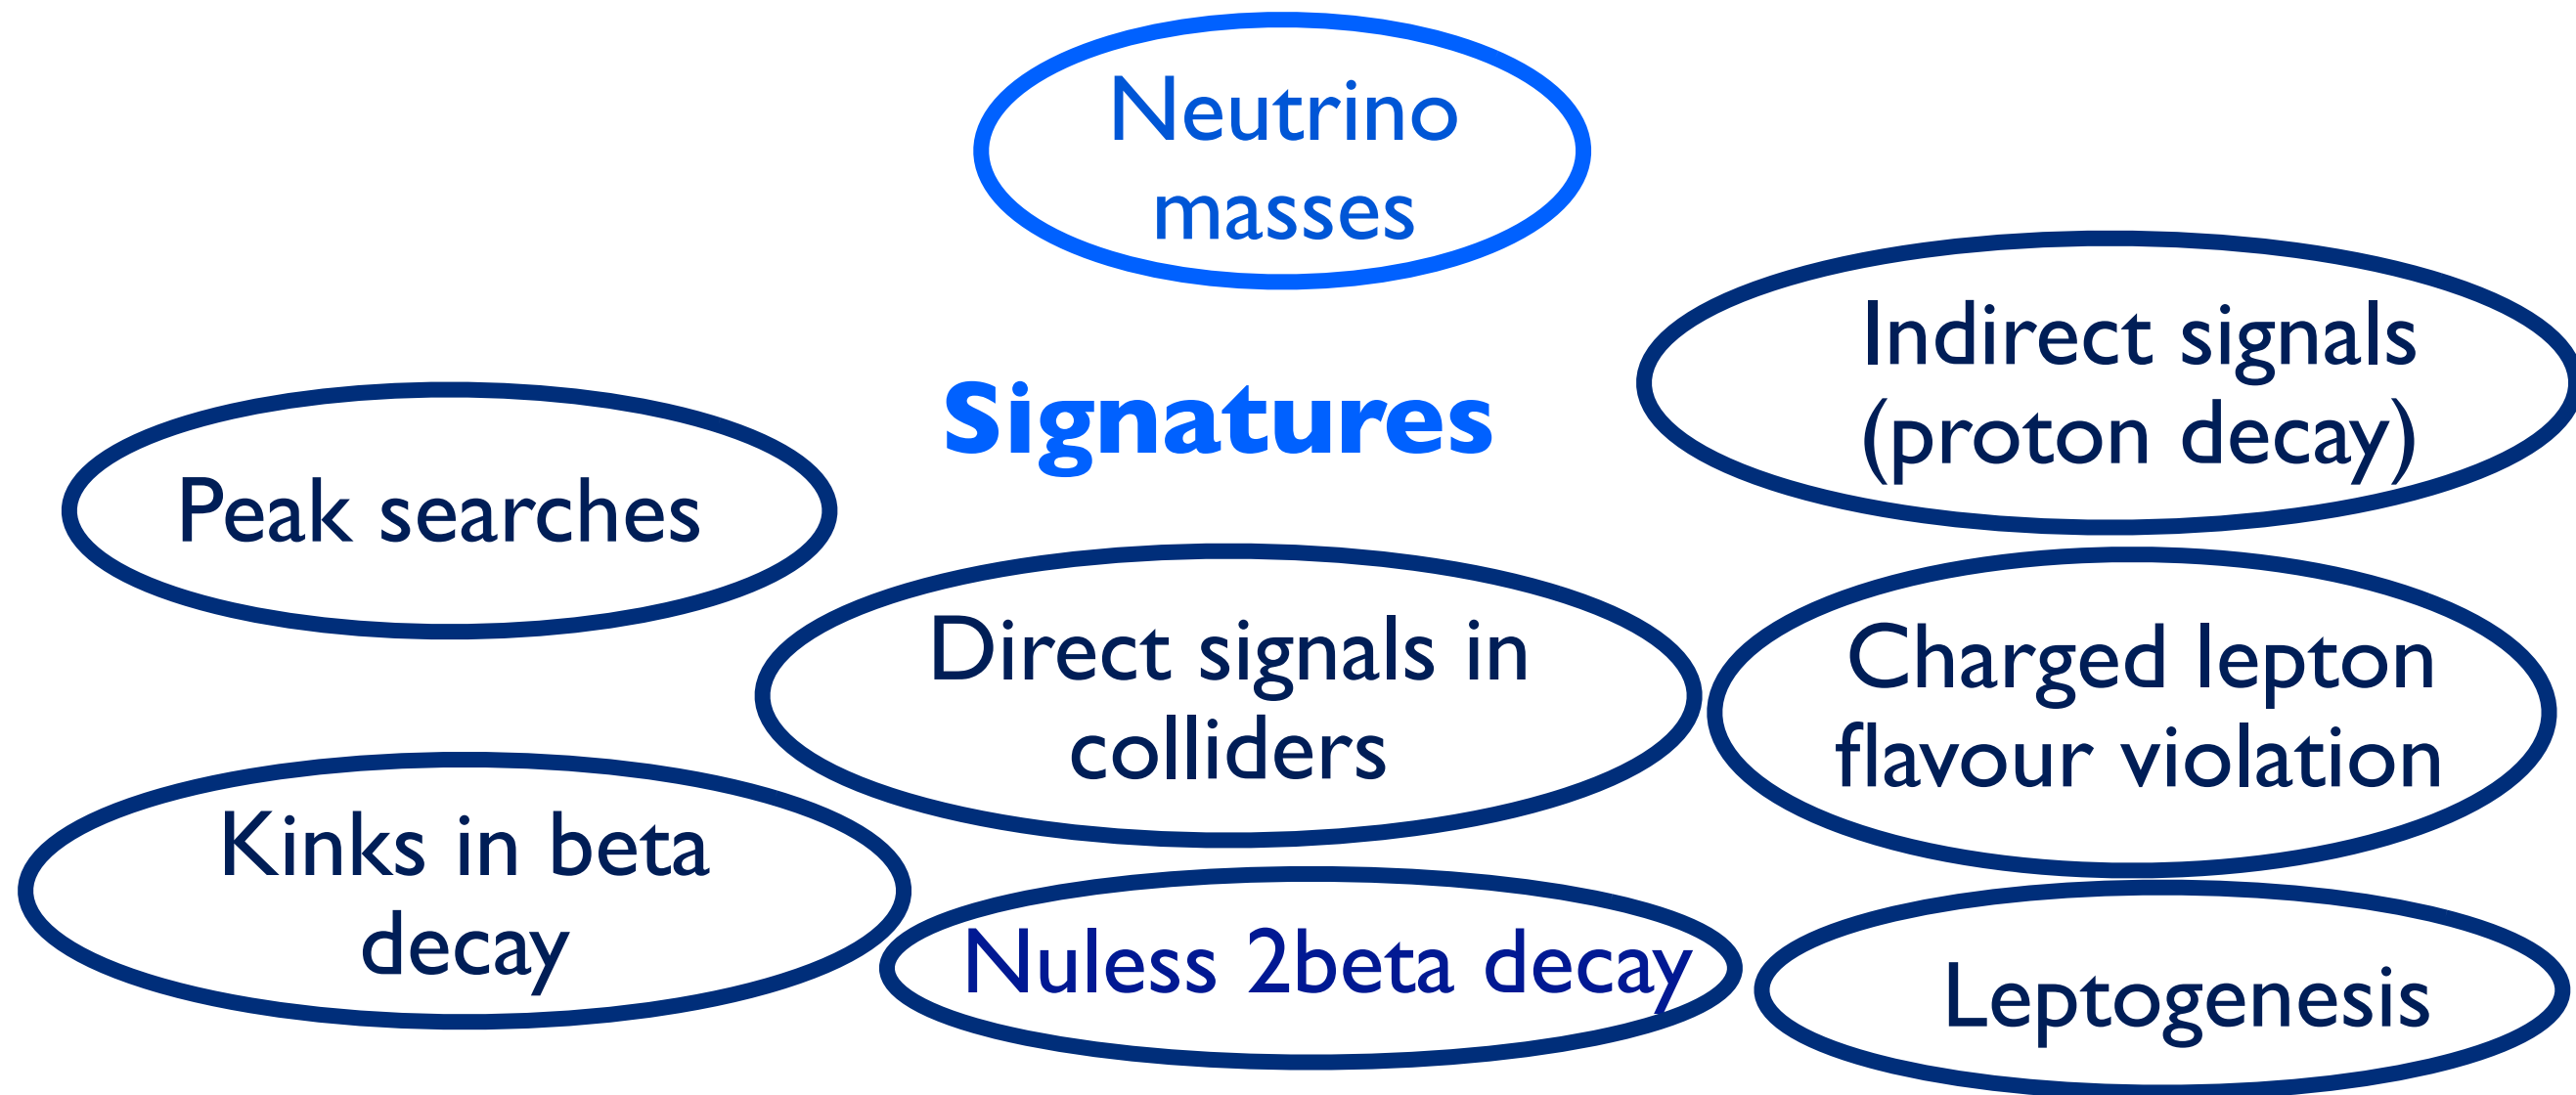 Neutrino
masses
Signatures
Indirect signals
(proton decay)
Peak searches
Direct signals in
colliders
Charged lepton
flavour violation
Kinks in beta
decay
Nuless 2beta decay
Leptogenesis